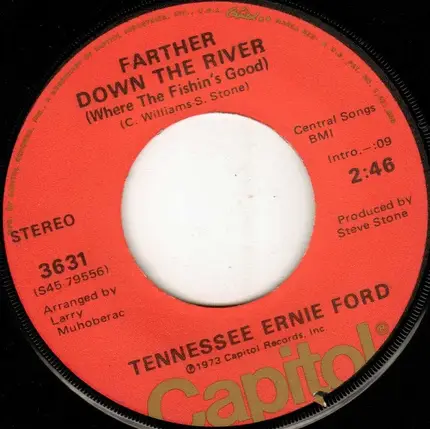 FARTHER
DOWN THE RIVER
(Where The Fishin's Good)
(C. Williams-S. Stone)
Central Songs
BMI
Intro.-:09
2:46
STEREO
3631
(S45-79556)
Arranged by
Larry
Muhoberac
Produced by
Steve Stone
TENNESSEE ERNIE FORD
℗1973 Capitol Records, Inc
Capitol®